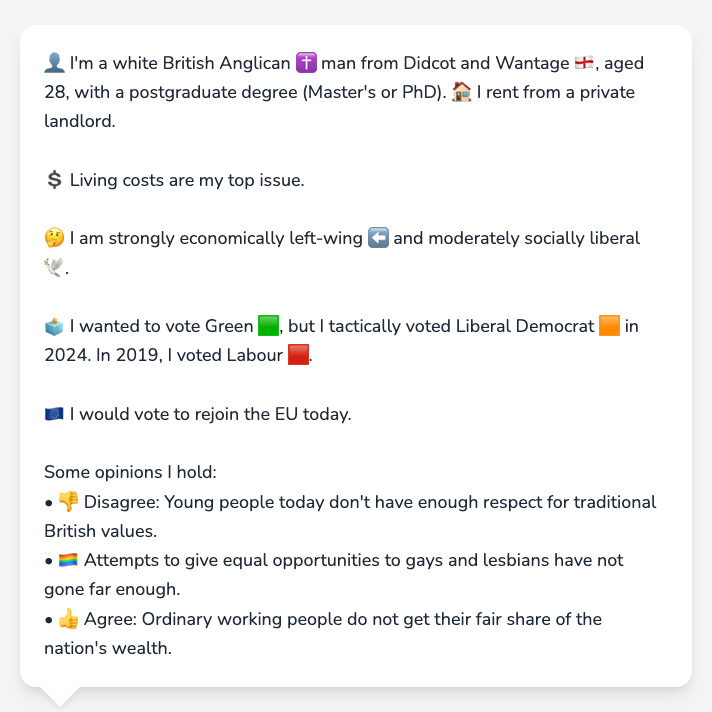 👤 I'm a white British Anglican ✝️ man from Didcot and Wantage 🏴󠁧󠁢󠁥󠁮󠁧󠁿, aged
28, with a postgraduate degree (Master's or PhD). 🏠 I rent from a private
landlord.
💲 Living costs are my top issue.
🤔 I am strongly economically left-wing ⬅️ and moderately socially liberal
🕊️.
🗳️ I wanted to vote Green 🟩, but I tactically voted Liberal Democrat 🟧 in
2024. In 2019, I voted Labour 🟥.
🇪🇺 I would vote to rejoin the EU today.
Some opinions I hold:
• 👎 Disagree: Young people today don't have enough respect for traditional
British values.
• 🏳️‍🌈 Attempts to give equal opportunities to gays and lesbians have not
gone far enough.
• 👍 Agree: Ordinary working people do not get their fair share of the
nation's wealth.